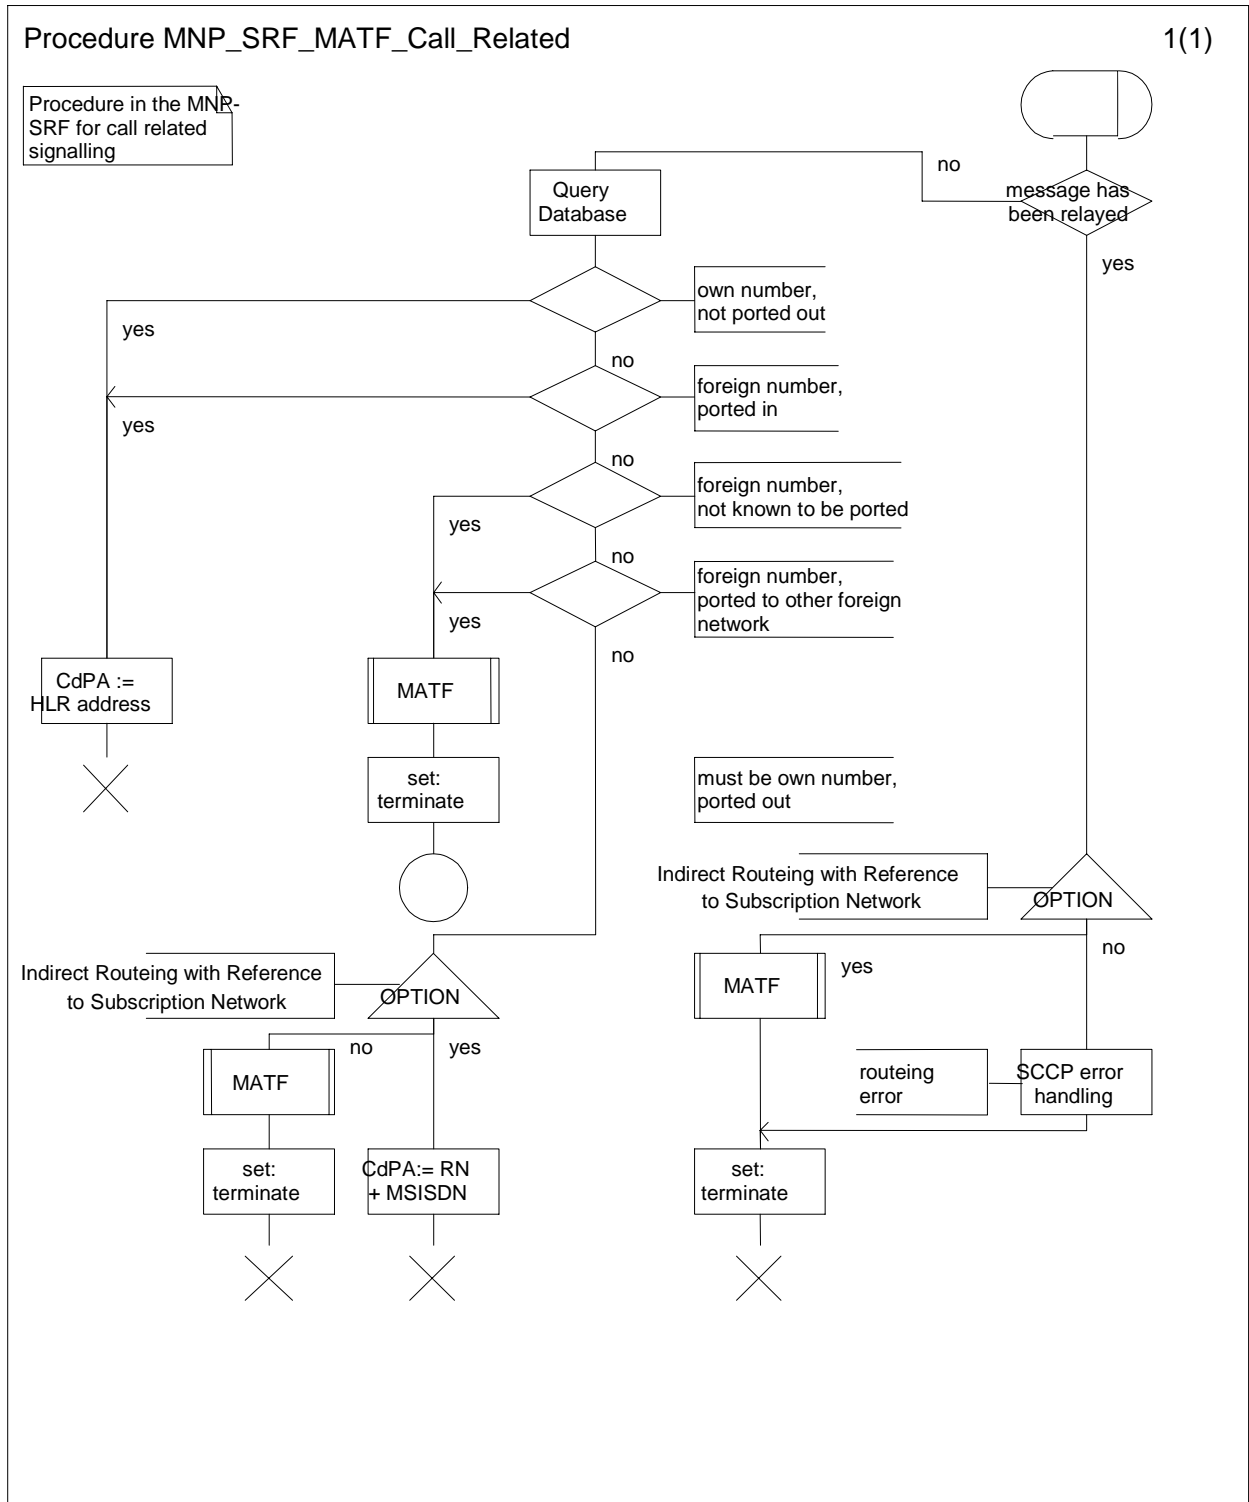 Procedure MNP_SRF_MATF_Call_Related
1(1)
Procedure in the MNP-
SRF for call related
signalling
no
message has
been relayed
yes
Query
Database
own number,
not ported out
yes
no
foreign number,
ported in
yes
no
foreign number,
not known to be ported
yes
no
foreign number,
ported to other foreign
network
yes
no
CdPA :=
HLR address
MATF
set:
terminate
must be own number,
ported out
Indirect Routeing with Reference
to Subscription Network
OPTION
no
yes
MATF
Indirect Routeing with Reference
to Subscription Network
OPTION
no
yes
MATF
routeing
error
SCCP error
handling
set:
terminate
CdPA:= RN
+ MSISDN
set:
terminate